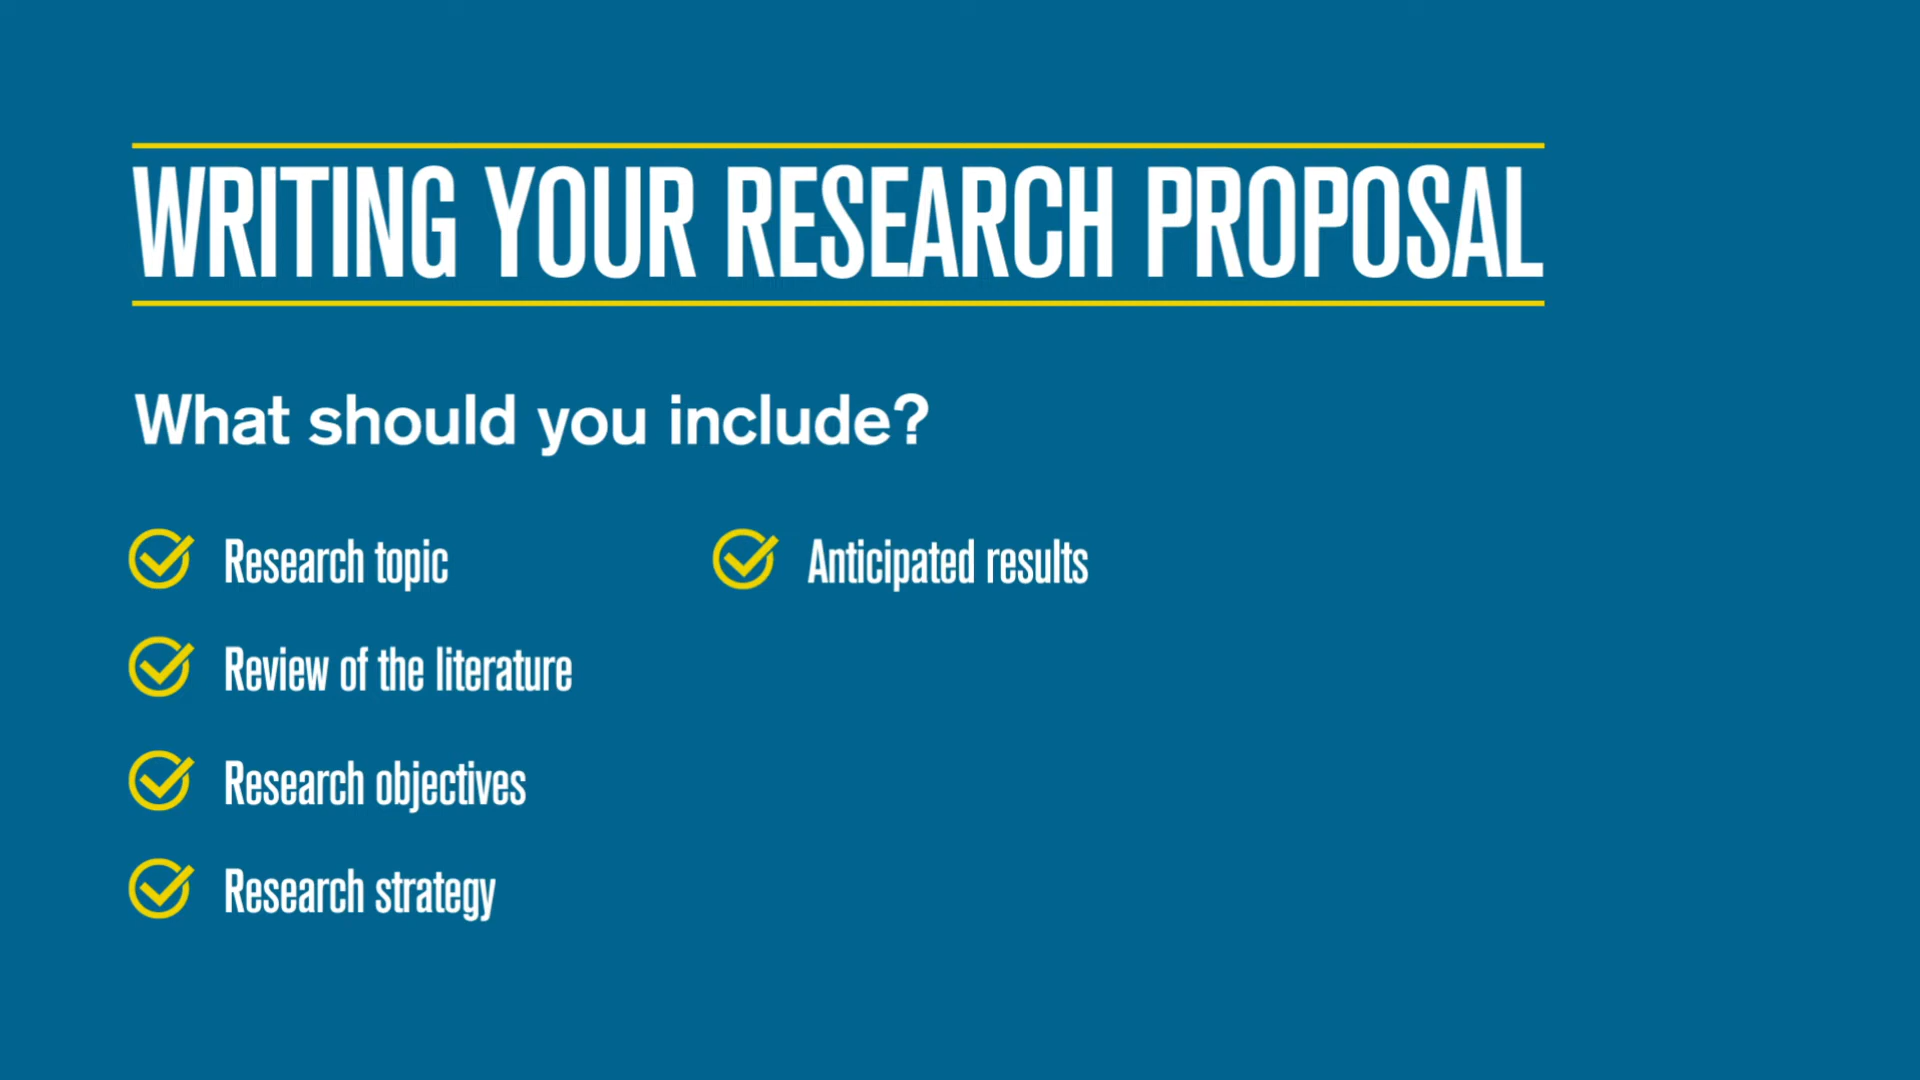 WRITING YOUR RESEARCH PROPOSAL
What should you include?
Research topic
Review of the literature
Research objectives
Research strategy
Anticipated results